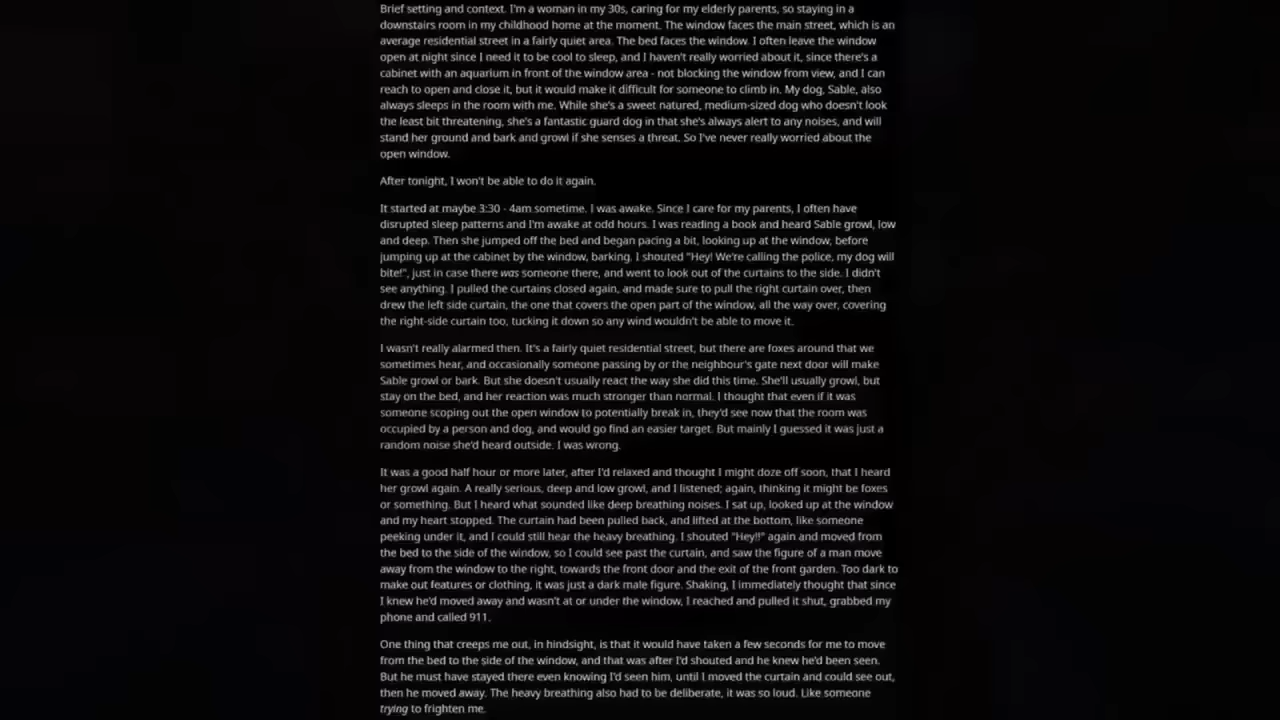 Brief setting and context. I'm a woman in my 30s, caring for my elderly parents, so staying in a
downstairs room in my childhood home at the moment. The window faces the main street, which is an
average residential street in a fairly quiet area. The bed faces the window. I often leave the window
open at night since I need it to be cool to sleep, and I haven't really worried about it, since there's a
cabinet with an aquarium in front of the window area - not blocking the window from view, and I can
reach to open and close it, but it would make it difficult for someone to climb in. My dog, Sable, also
always sleeps in the room with me. While she's a sweet natured, medium-sized dog who doesn't look
the least bit threatening, she's a fantastic guard dog in that she's always alert to any noises, and will
stand her ground and bark and growl if she senses a threat. So I've never really worried about the
open window.
After tonight, I won't be able to do it again.
It started at maybe 3:30 - 4am sometime. I was awake. Since I care for my parents, I often have
disrupted sleep patterns and I'm awake at odd hours. I was reading a book and heard Sable growl, low
and deep. Then she jumped off the bed and began pacing a bit, looking up at the window, before
jumping up at the cabinet by the window, barking. I shouted "Hey! We're calling the police, my dog will
bite!", just in case there was someone there, and went to look out of the curtains to the side. I didn't
see anything. I pulled the curtains closed again, and made sure to pull the right curtain over, then
drew the left side curtain, the one that covers the open part of the window, all the way over, covering
the right-side curtain too, tucking it down so any wind wouldn't be able to move it.
I wasn't really alarmed then. It's a fairly quiet residential street, but there are foxes around that we
sometimes hear, and occasionally someone passing by or the neighbour's gate next door will make
Sable growl or bark. But she doesn't usually react the way she did this time. She'll usually growl, but
stay on the bed, and her reaction was much stronger than normal. I thought that even if it was
someone scoping out the open window to potentially break in, they'd see now that the room was
occupied by a person and dog, and would go find an easier target. But mainly I guessed it was just a
random noise she'd heard outside. I was wrong.
It was a good half hour or more later, after I'd relaxed and thought I might doze off soon, that I heard
her growl again. A really serious, deep and low growl, and I listened; again, thinking it might be foxes
or something. But I heard what sounded like deep breathing noises. I sat up, looked up at the window
and my heart stopped. The curtain had been pulled back, and lifted at the bottom, like someone
peeking under it, and I could still hear the heavy breathing. I shouted "Hey!!" again and moved from
the bed to the side of the window, so I could see past the curtain, and saw the figure of a man move
away from the window to the right, towards the front door and the exit of the front garden. Too dark to
make out features or clothing, it was just a dark male figure. Shaking, I immediately thought that since
I knew he'd moved away and wasn't at or under the window, I reached and pulled it shut, grabbed my
phone and called 911.
One thing that creeps me out, in hindsight, is that it would have taken a few seconds for me to move
from the bed to the side of the window, and that was after I'd shouted and he knew he'd been seen.
But he must have stayed there even knowing I'd seen him, until I moved the curtain and could see out,
then he moved away. The heavy breathing also had to be deliberate, it was so loud. Like someone
trying to frighten me.